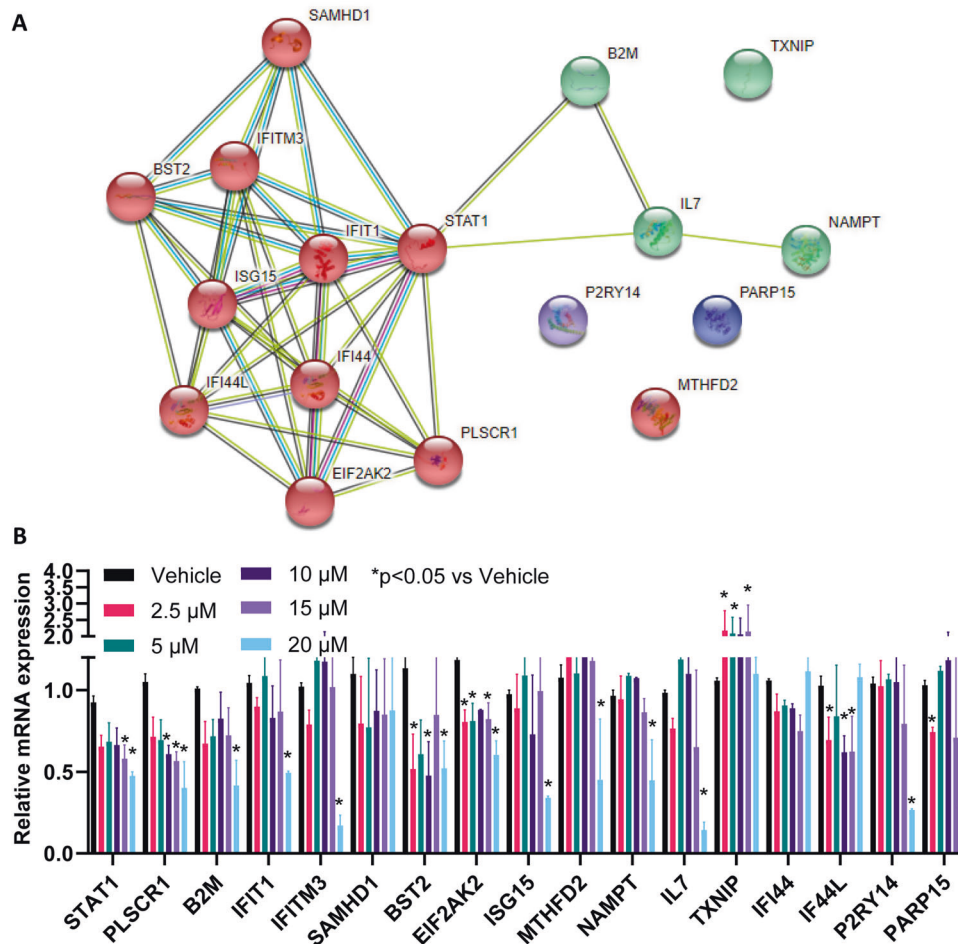 A
SAMHD1
B2M
TXNIP
IFITM3
BST2
IL7
NAMPT
IFIT1
STAT1
ISG15
P2RY14
PARP15
IFI44
IFI44L
MTHFD2
PLSCR1
EIF2AK2
B
Relative mRNA expression
4.0
3.5
3.0
2.5
2.0
1.0
0.5
0.0
Vehicle
10 µM
*p<0.05 vs Vehicle
2.5 µM
15 µM
5 µM
20 µM
* * * * * * * * * * * * * * * * * * * * * * * * * * * * * * * *
STAT1
PLSCR1
B2M
IFIT1
IFITM3
SAMHD1
BST2
EIF2AK2
ISG15
MTHFD2
NAMPT
IL7
TXNIP
IFI44
IF44L
P2RY14
PARP15